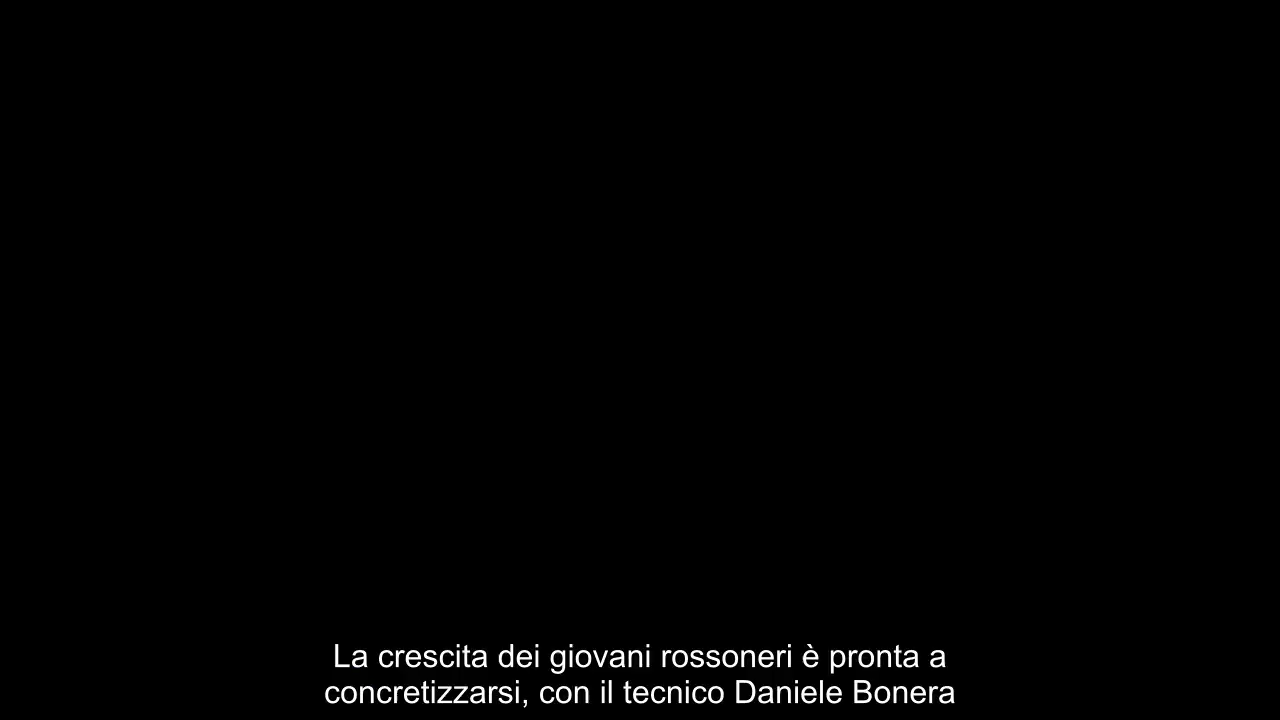 La crescita dei giovani rossoneri è pronta a
concretizzarsi, con il tecnico Daniele Bonera